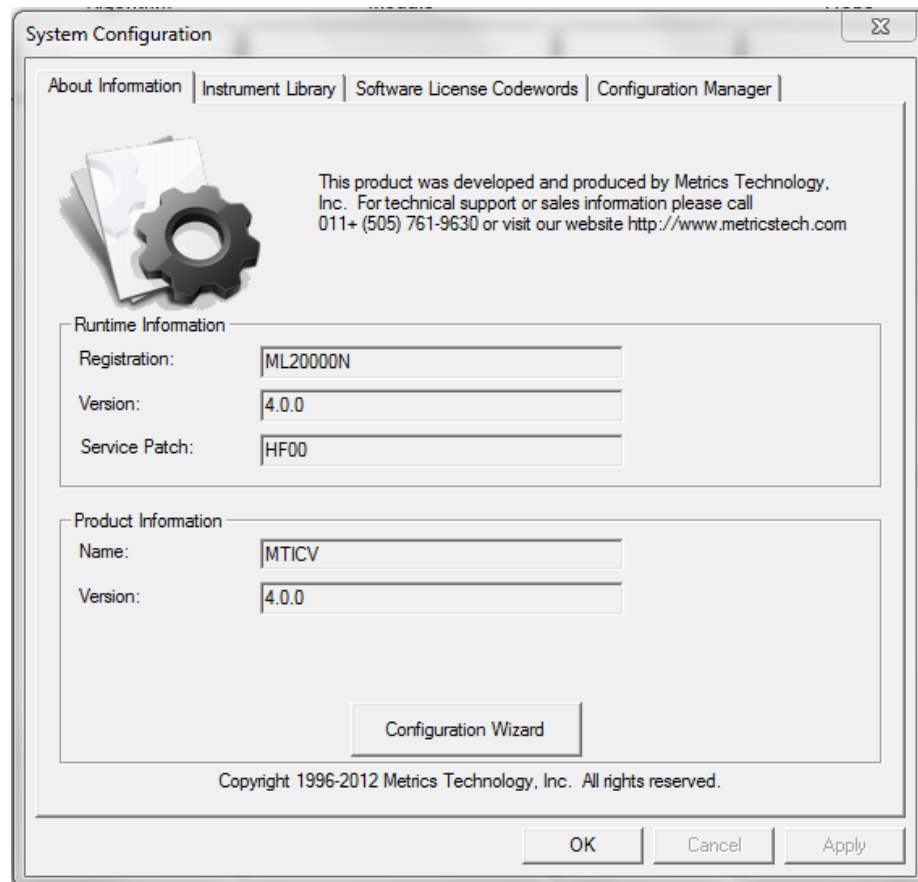 System Configuration
About Information
Instrument Library
Software License Codewords
Configuration Manager
This product was developed and produced by Metrics Technology,
Inc. For technical support or sales information please call
011+ (505) 761-9630 or visit our website http://www.metricstech.com
Runtime Information
Registration: ML20000N
Version: 4.0.0
Service Patch: HF00
Product Information
Name: MTICV
Version: 4.0.0
Configuration Wizard
Copyright 1996-2012 Metrics Technology, Inc. All rights reserved.
OK
Cancel
Apply